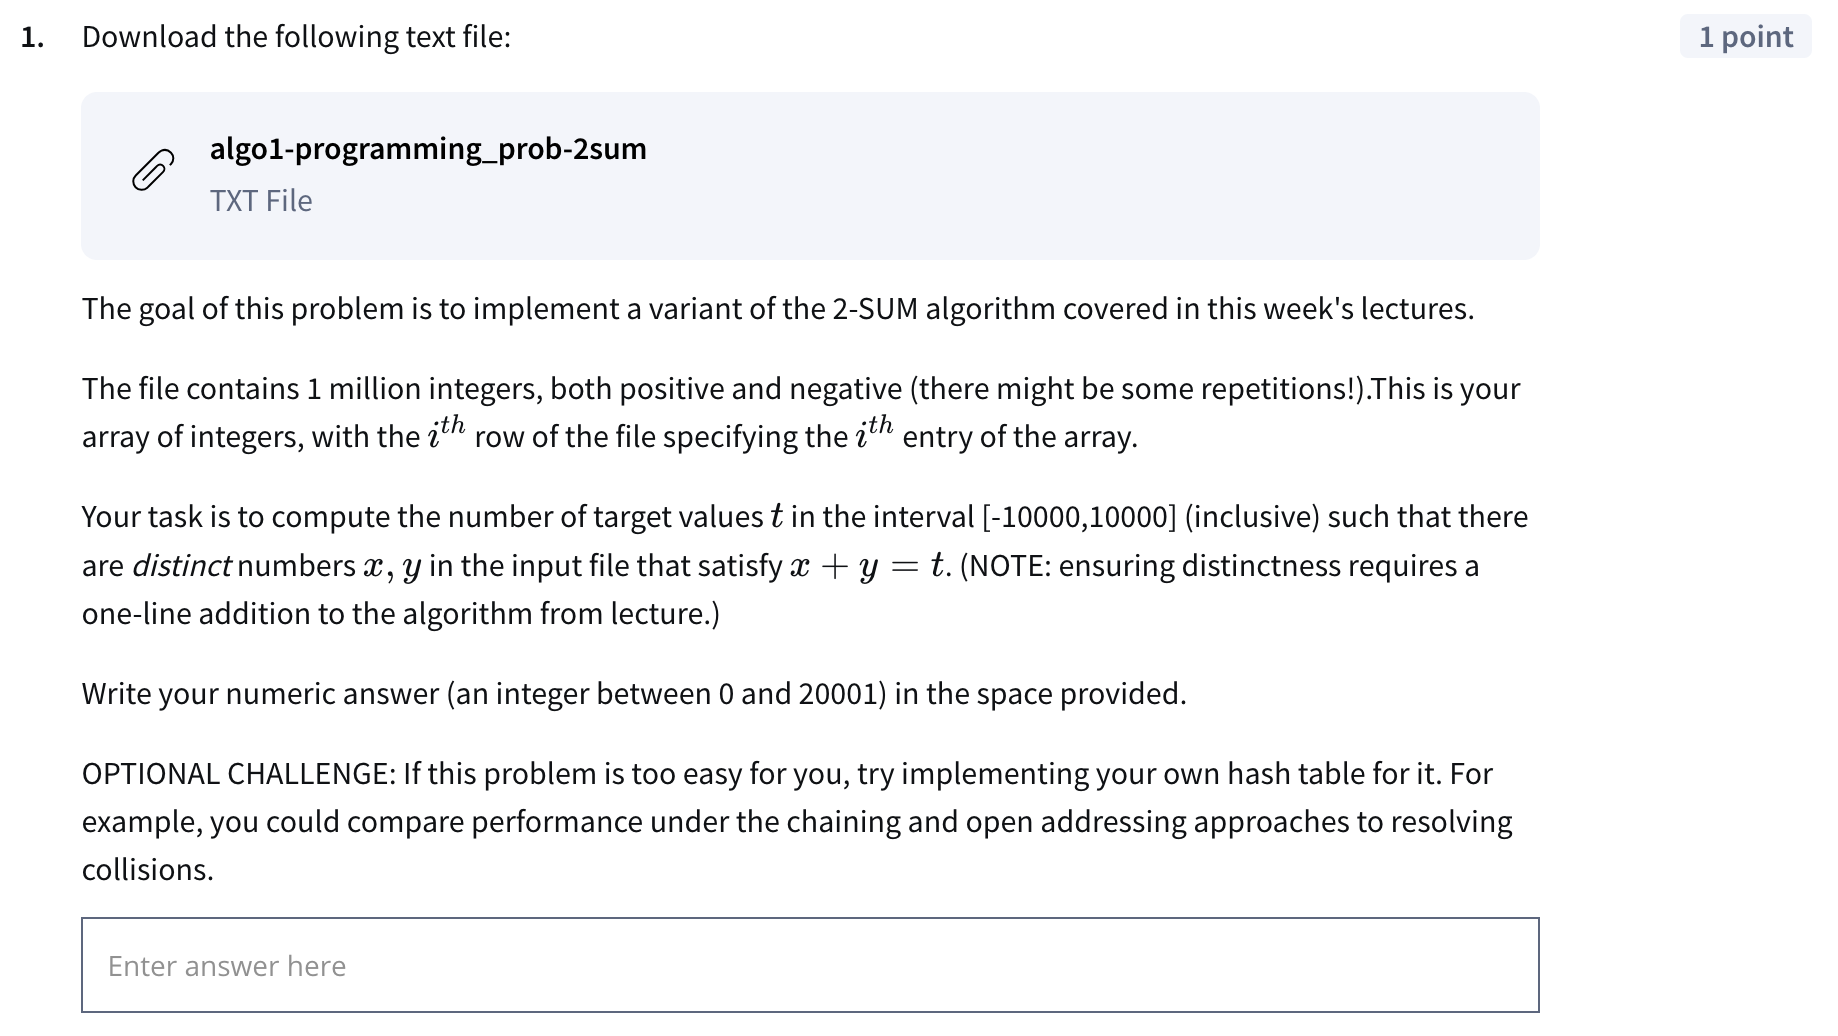 1. Download the following text file:
1 point
algo1-programming_prob-2sum
TXT File
The goal of this problem is to implement a variant of the 2-SUM algorithm covered in this week's lectures.
The file contains 1 million integers, both positive and negative (there might be some repetitions!).This is your
array of integers, with the i^{th} row of the file specifying the i^{th} entry of the array.
Your task is to compute the number of target values t in the interval [-10000,10000] (inclusive) such that there
are distinct numbers x, y in the input file that satisfy x + y = t. (NOTE: ensuring distinctness requires a
one-line addition to the algorithm from lecture.)
Write your numeric answer (an integer between 0 and 20001) in the space provided.
OPTIONAL CHALLENGE: If this problem is too easy for you, try implementing your own hash table for it. For
example, you could compare performance under the chaining and open addressing approaches to resolving
collisions.
Enter answer here